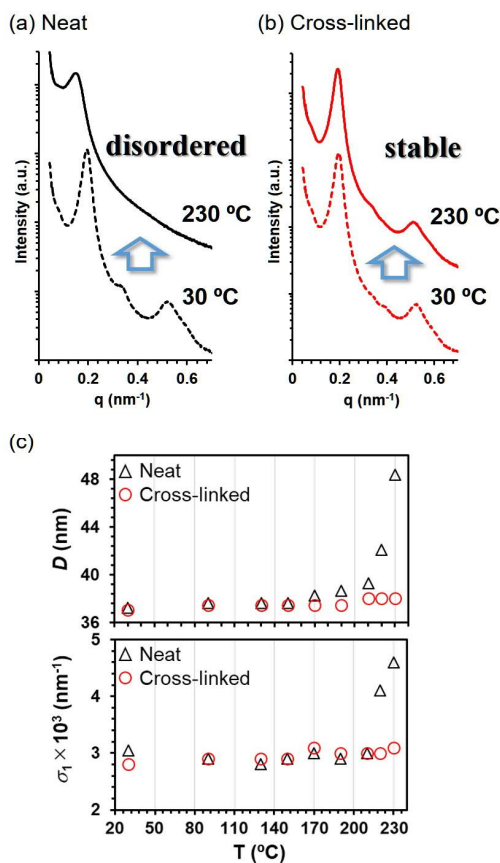 (a) Neat
(b) Cross-linked
Intensity (a.u.)
disordered
230 ºC
30 ºC
0 0.2 0.4 0.6
q (nm⁻¹)
Intensity (a.u.)
stable
230 ºC
30 ºC
0 0.2 0.4 0.6
q (nm⁻¹)
(c)
D (nm)
48
44
40
36
Neat
Cross-linked
σ₁ × 10³ (nm⁻¹)
5
4
3
2
Neat
Cross-linked
20 50 80 110 140 170 200 230
T (ºC)